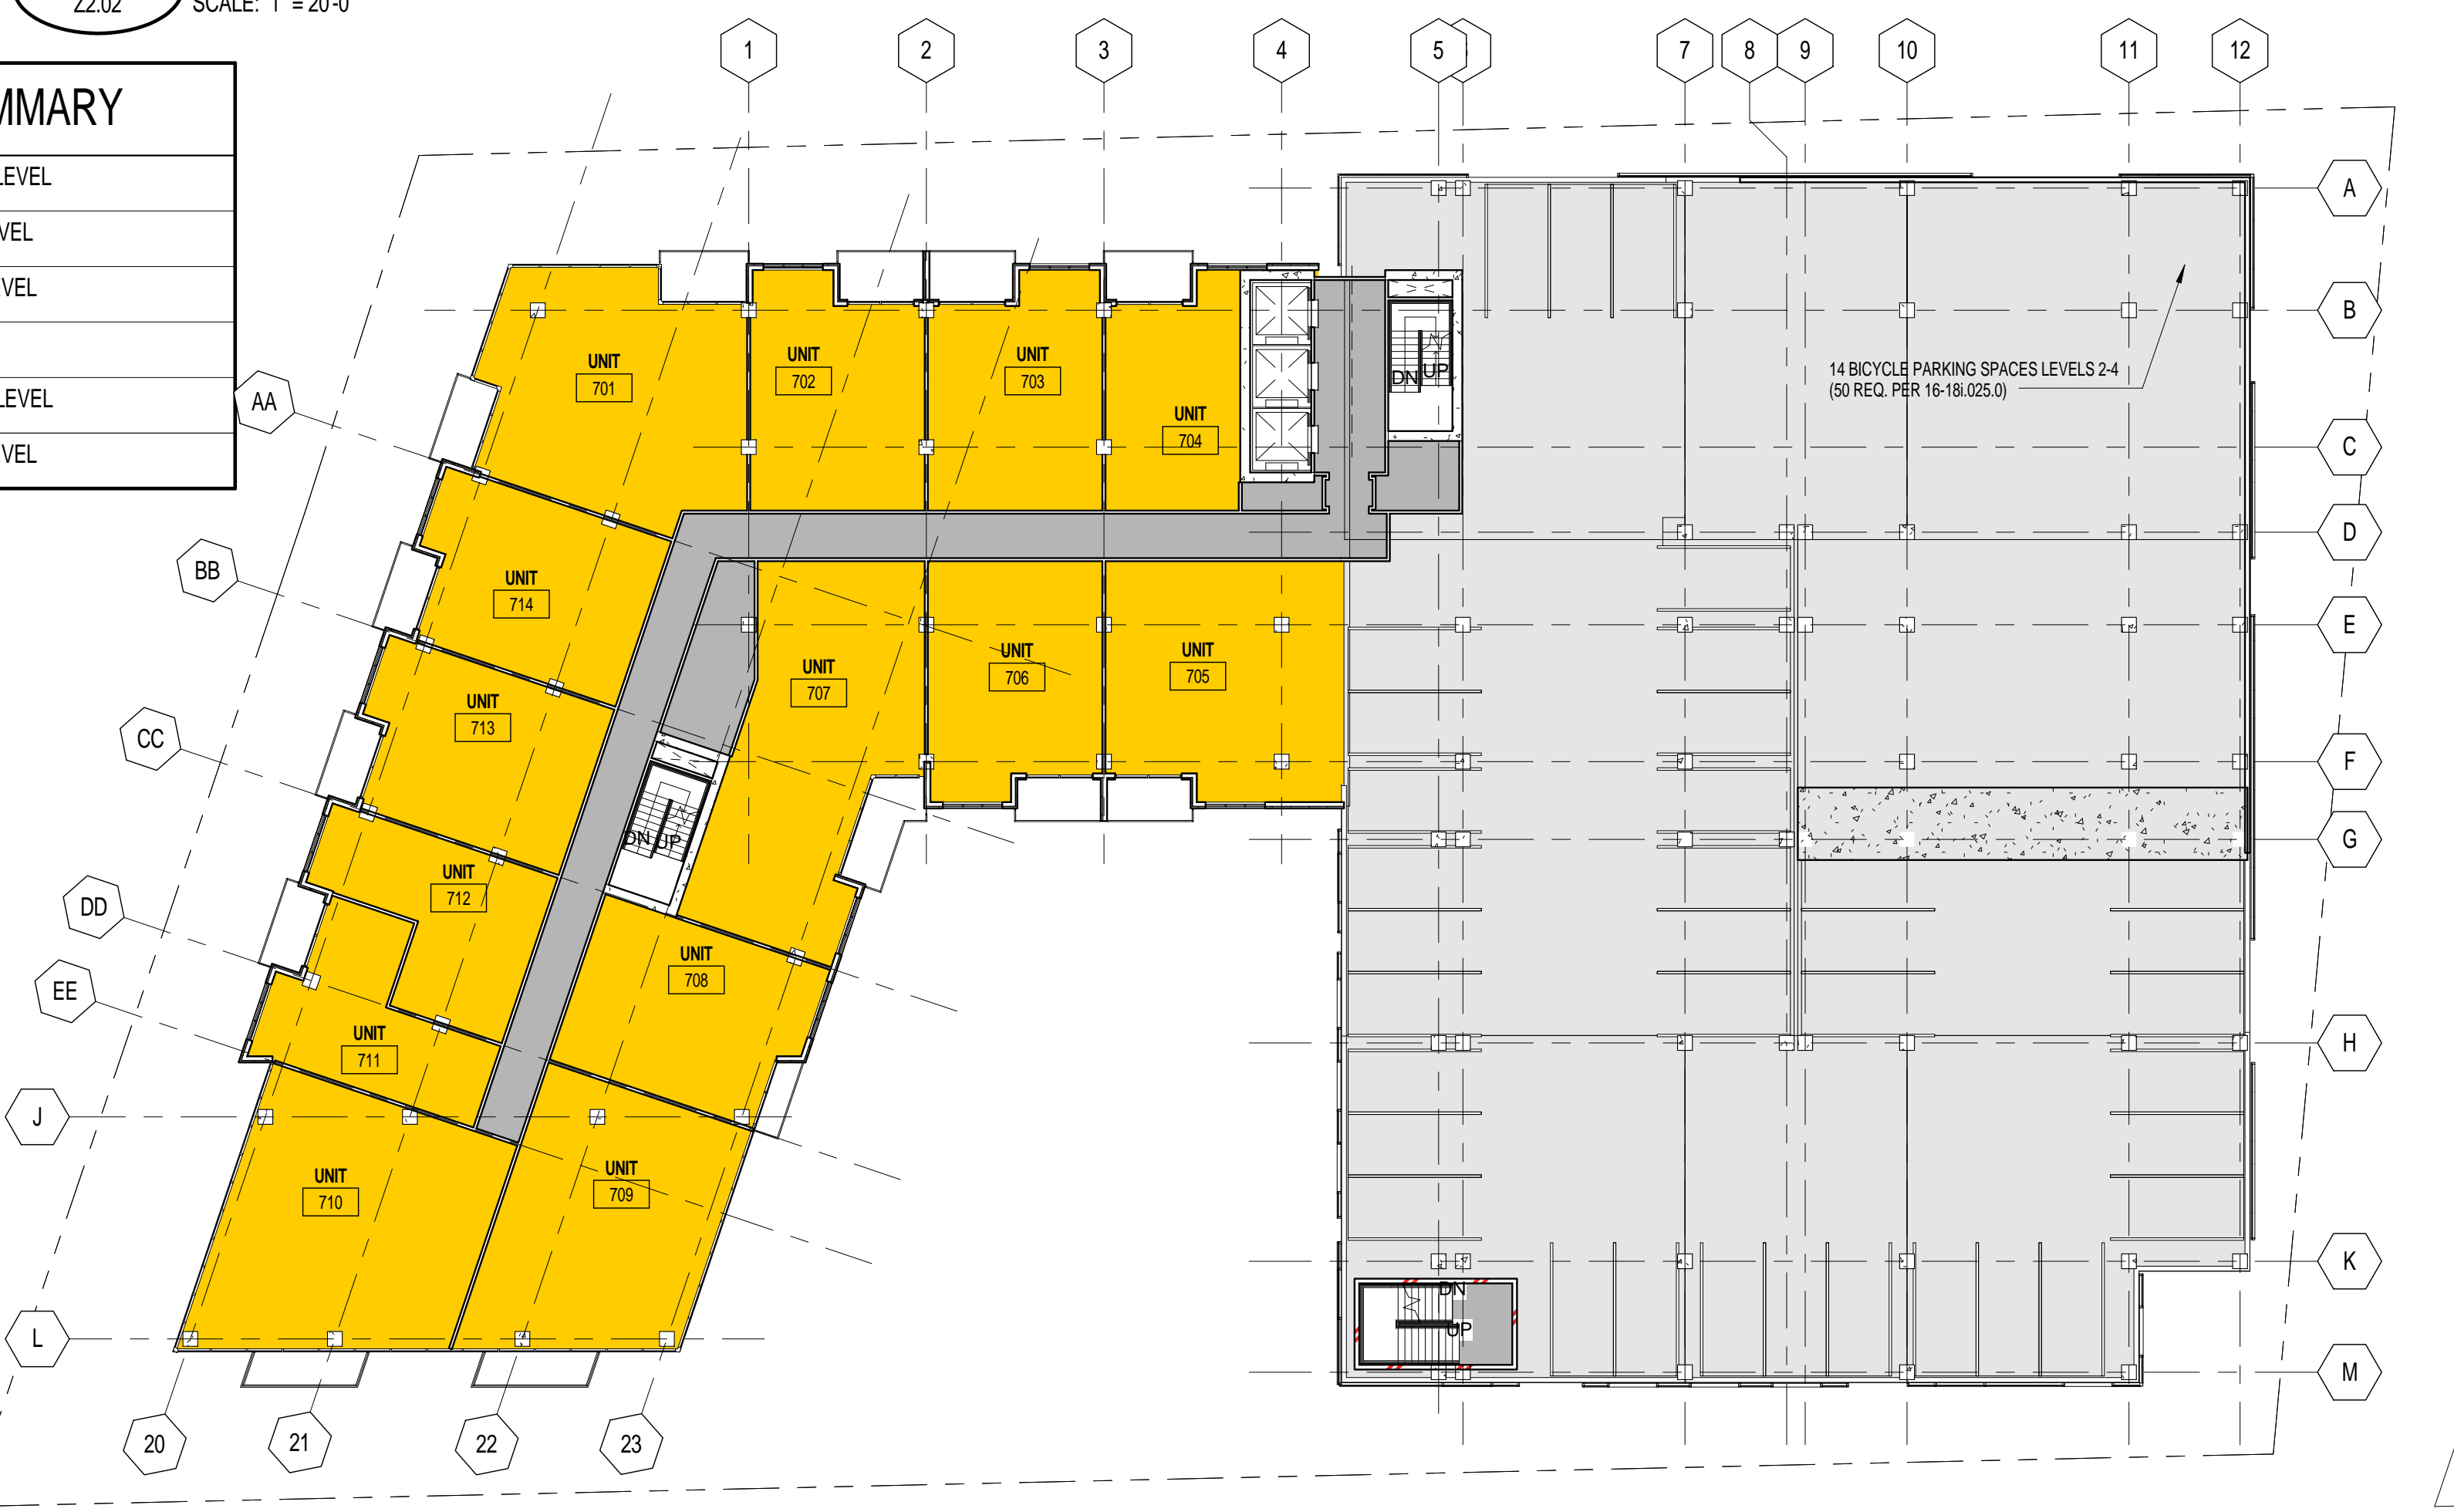 Z2.02
SCALE: 1" = 20'-0"
MMARY
LEVEL
VEL
VEL
LEVEL
VEL
1
2
3
4
5
7
8
9
10
11
12
A
B
C
D
E
F
G
H
K
M
AA
BB
CC
DD
EE
J
L
20
21
22
23
UNIT
701
UNIT
702
UNIT
703
UNIT
704
UNIT
705
UNIT
706
UNIT
707
UNIT
708
UNIT
709
UNIT
710
UNIT
711
UNIT
712
UNIT
713
UNIT
714
DN UP
DN UP
DN
UP
14 BICYCLE PARKING SPACES LEVELS 2-4
(50 REQ. PER 16-18i.025.0)